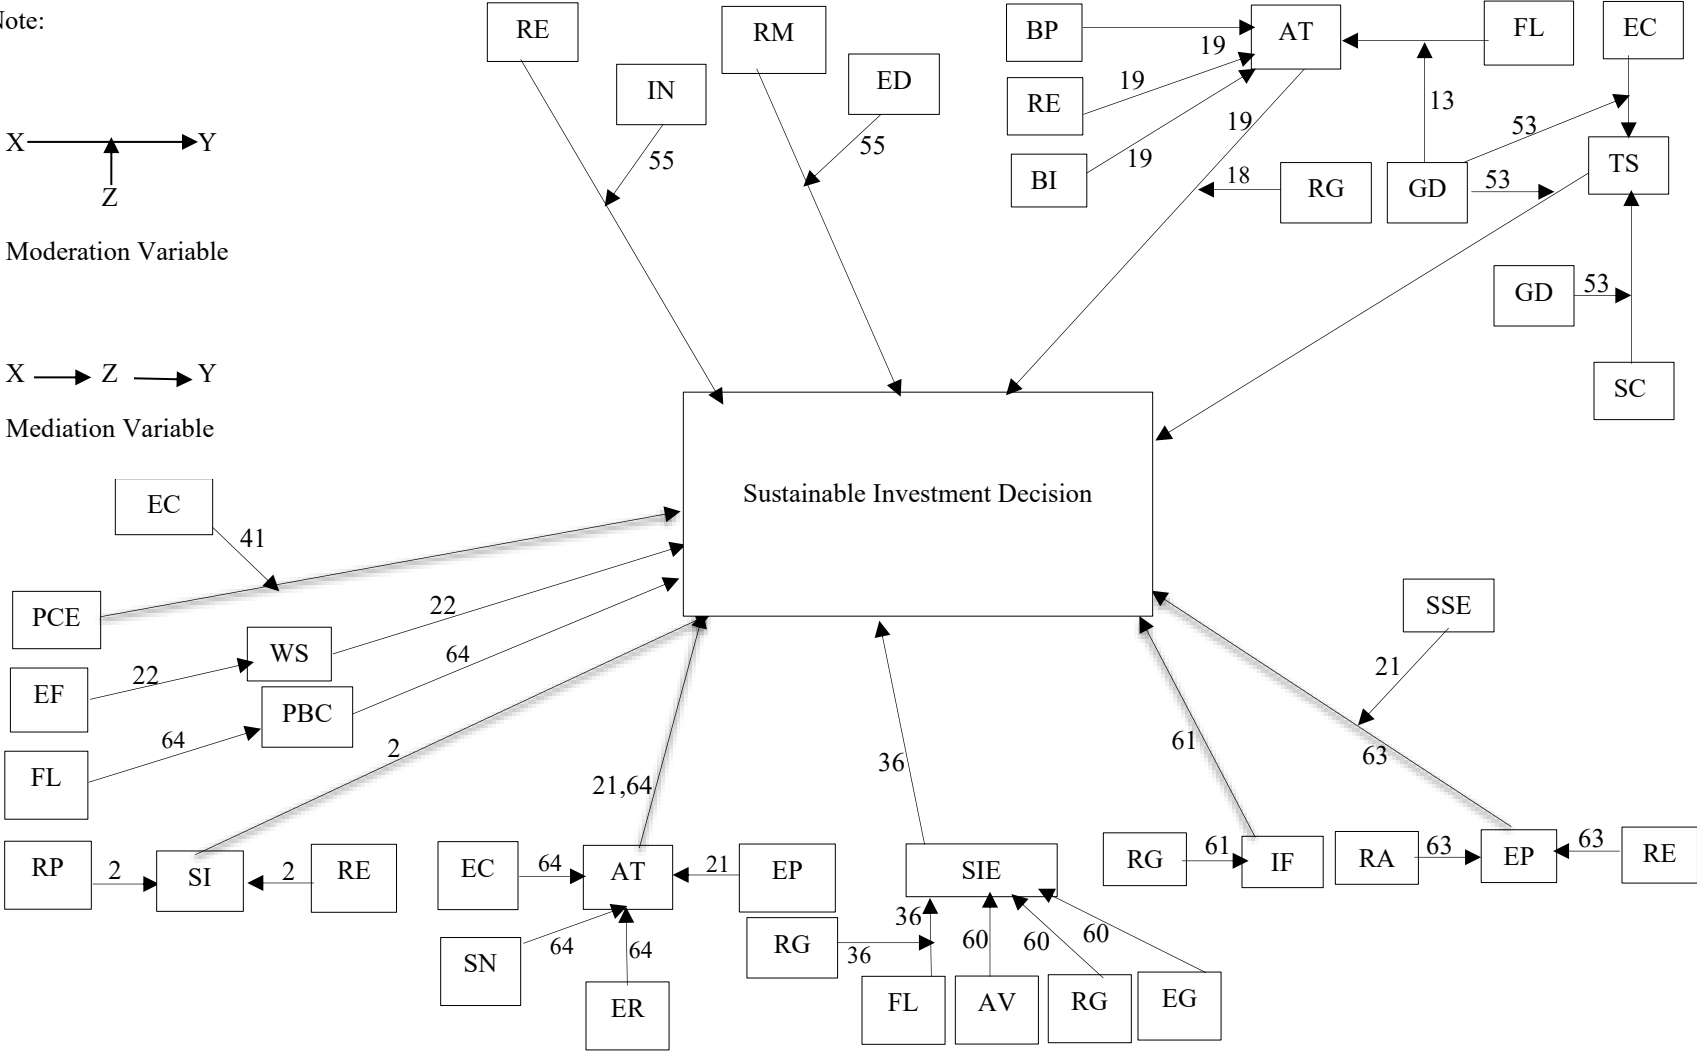 Note:
X
Y
Z
Moderation Variable
X
Z
Y
Mediation Variable
RE
IN
55
RM
ED
55
BP
RE
BI
19
19
19
AT
19
FL
13
18
RG
GD
53
53
EC
TS
GD
53
SC
Sustainable Investment Decision
EC
41
PCE
EF
22
WS
22
FL
64
PBC
64
RP
2
SI
2
RE
2
EC
64
AT
21
EP
21,64
SN
64
64
ER
SIE
36
RG
36
36
60
60
60
FL
AV
RG
EG
RG
61
IF
61
SSE
21
63
RA
63
EP
63
RE